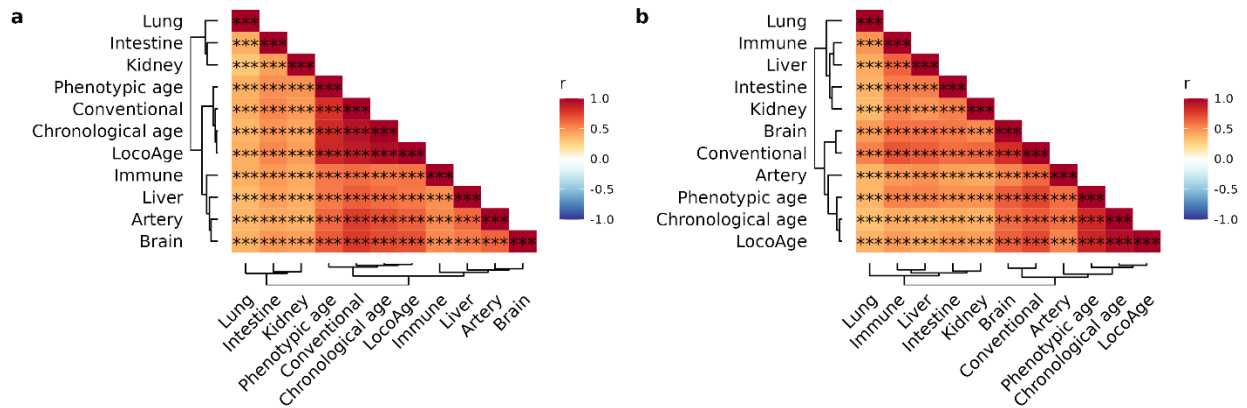 a
Lung
Intestine
Kidney
Phenotypic age
Conventional
Chronological age
LocoAge
Immune
Liver
Artery
Brain
***
******
*********
************
***************
******************
*********************
************************
***************************
******************************
*********************************
Lung
Intestine
Kidney
Phenotypic age
Conventional
Chronological age
LocoAge
Immune
Liver
Artery
Brain
r
1.0
0.5
0.0
-0.5
-1.0
b
Lung
Immune
Liver
Intestine
Kidney
Brain
Conventional
Artery
Phenotypic age
Chronological age
LocoAge
***
******
*********
************
***************
******************
*********************
************************
***************************
******************************
*********************************
Lung
Immune
Liver
Intestine
Kidney
Brain
Conventional
Artery
Phenotypic age
Chronological age
LocoAge
r
1.0
0.5
0.0
-0.5
-1.0